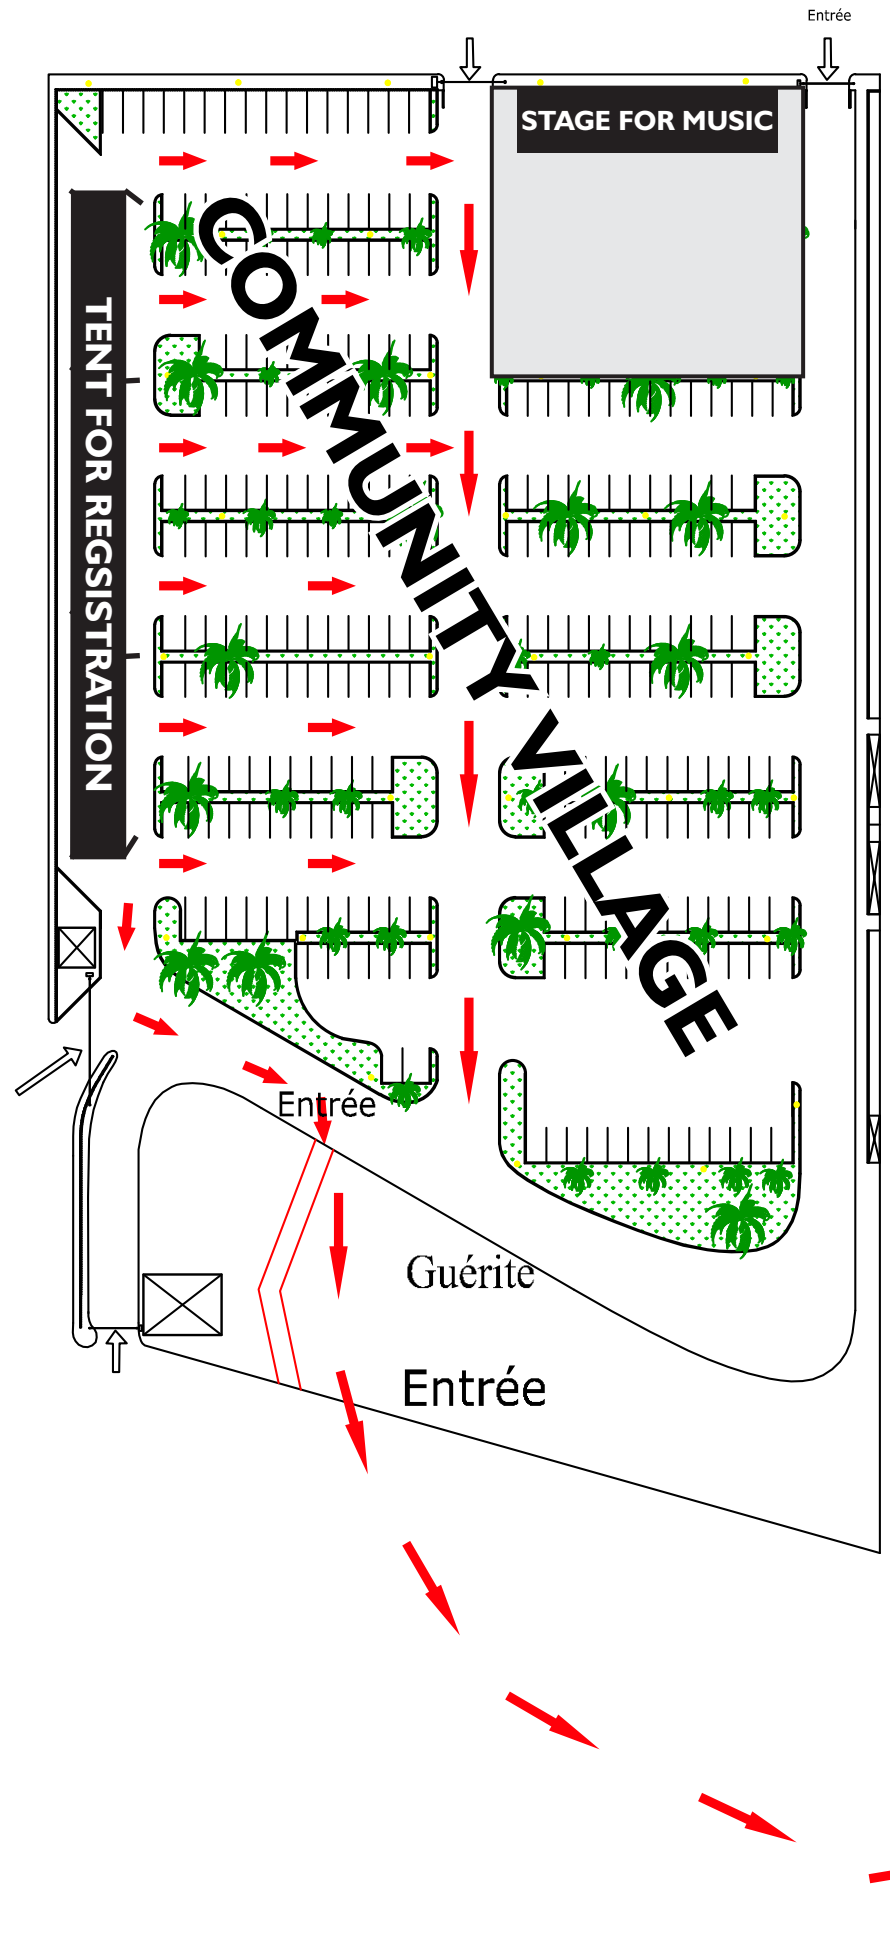 Entrée
STAGE FOR MUSIC
COMMUNITY VILLAGE
TENT FOR REGSISTRATION
Entrée
Guérite
Entrée